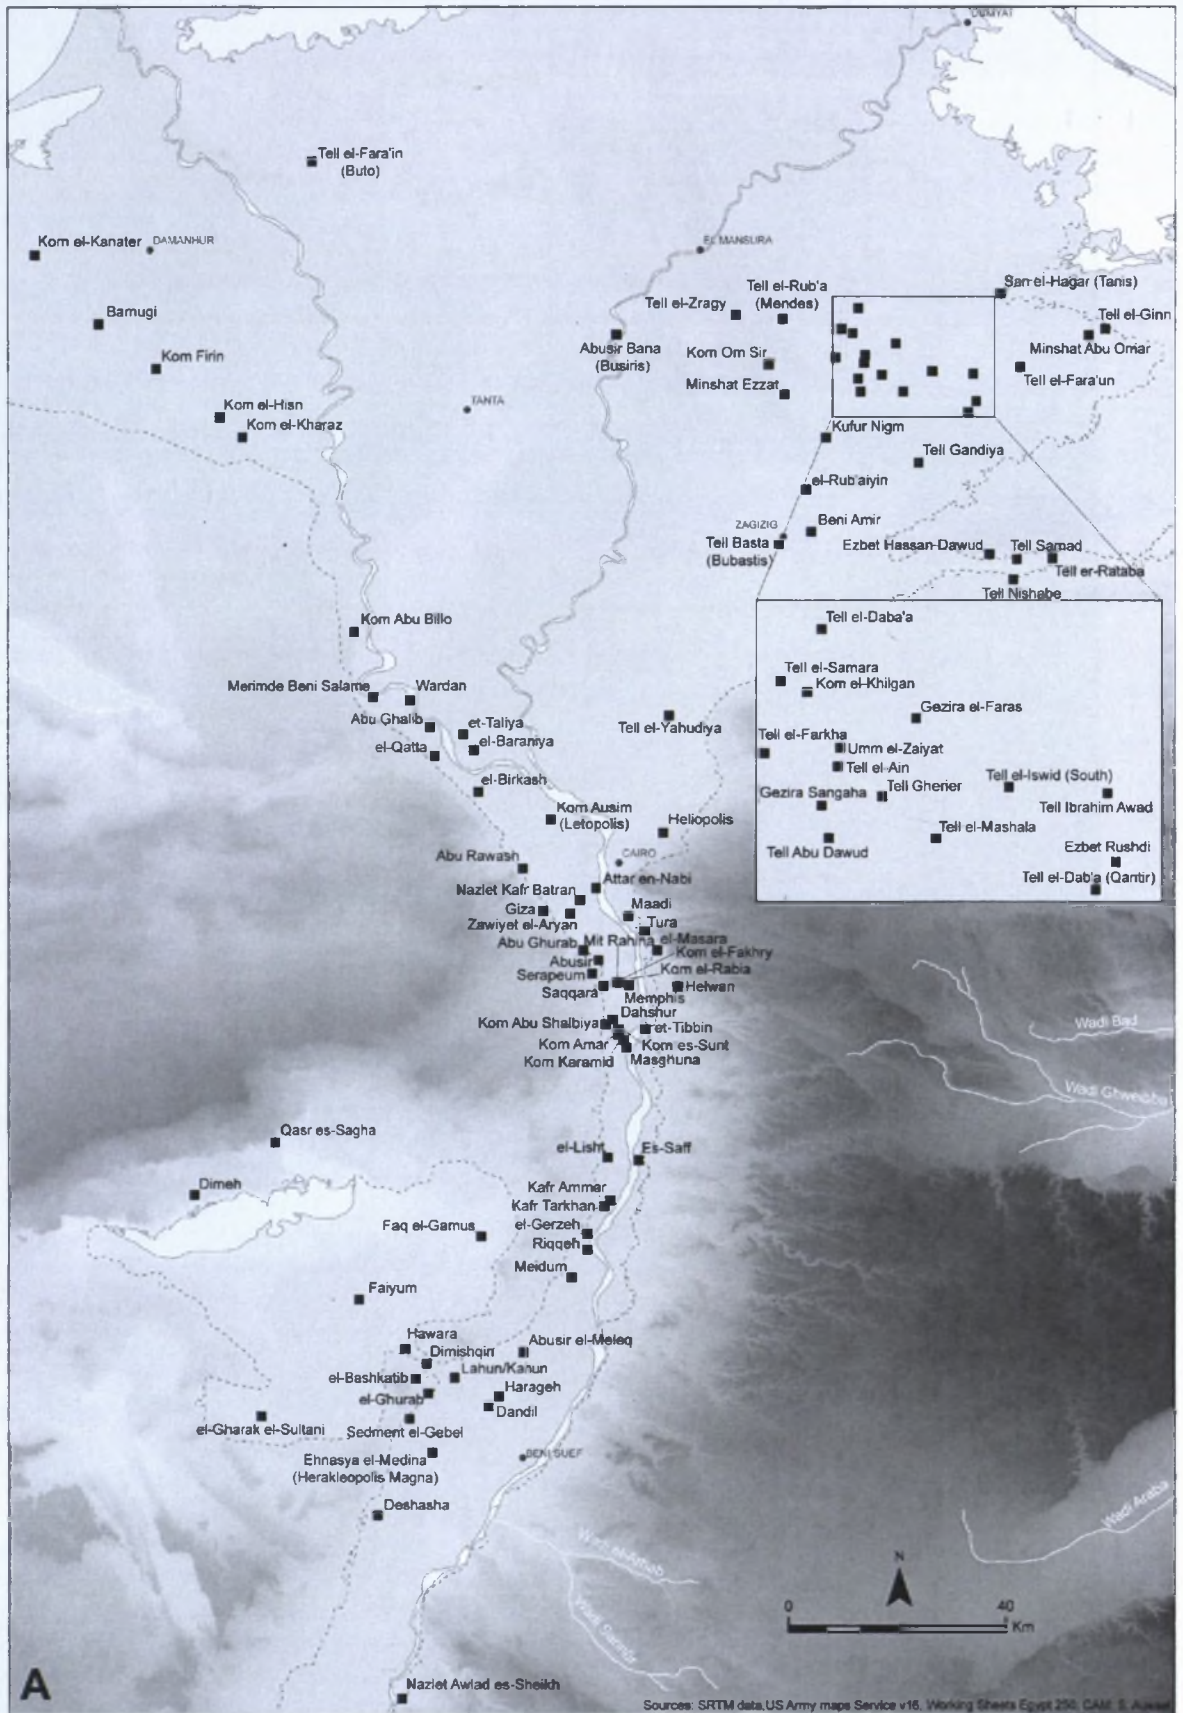 DUMYAT
Tell el-Fara'in
(Buto)
Kom el-Kanater
DAMANHUR
EL MANSURA
Barnugi
Kom Firin
Tell el-Zragy
Tell el-Rub'a
(Mendes)
San el-Hagar (Tanis)
Tell el-Ginn
Minshat Abu Omar
Tell el-Fara'un
Abusir Bana
(Busiris)
Kom Om Sir
Minshat Ezzat
TANTA
Kom el-Hisn
Kom el-Kharaz
Kufur Nigm
Tell Gandiya
el-Rub'aiyin
ZAGIZIG
Beni Amir
Tell Basta
(Bubastis)
Ezbet Hassan-Dawud
Tell Samad
Tell er-Rataba
Tell Nishabe
Kom Abu Billo
Tell el-Daba'a
Tell el-Samara
Kom el-Khilgan
Gezira el-Faras
Tell el-Farkha
Umm el-Zaiyat
Tell el-Ain
Tell el-Iswid (South)
Gezira Sangaha
Tell Gherier
Tell Ibrahim Awad
Tell Abu Dawud
Tell el-Mashala
Ezbet Rushdi
Tell el-Dab'a (Qantir)
Merimde Beni Salame
Wardan
Abu Ghalib
et-Taliya
el-Qatta
el-Baraniya
Tell el-Yahudiya
el-Birkash
Kom Ausim
(Letopolis)
Heliopolis
CAIRO
Abu Rawash
Attar en-Nabi
Nazlet Kafr Batran
Giza
Maadi
Zawiyet el-Aryan
Tura
Abu Ghurab
Mit Rahina
el-Masara
Abusir
Kom el-Fakhry
Serapeum
Kom el-Rabia
Saqqara
Memphis
Helwan
Dahshur
Kom Abu Shalbiya
et-Tibbin
Kom Amar
Kom es-Sunt
Kom Karamid
Masghuna
Wadi Bad
Wadi Ghweibba
Qasr es-Sagha
el-Lisht
Es-Saff
Dimeh
Kafr Ammar
Kafr Tarkhan
Faq el-Gamus
el-Gerzeh
Riqqeh
Meidum
Faiyum
Hawara
Dimishqin
Abusir el-Meleq
el-Bashkatib
Lahun/Kahun
el-Ghurab
Harageh
Dandil
el-Gharak el-Sultani
Sedment el-Gebel
Ehnasya el-Medina
(Herakleopolis Magna)
BENI SUEF
Deshasha
Wadi Araba
N
0 40
Km
A
Nazlet Awlad es-Sheikh
Sources: SRTM data,US Army maps Service v16, Working Sheets Egypt 250, CAM: S.